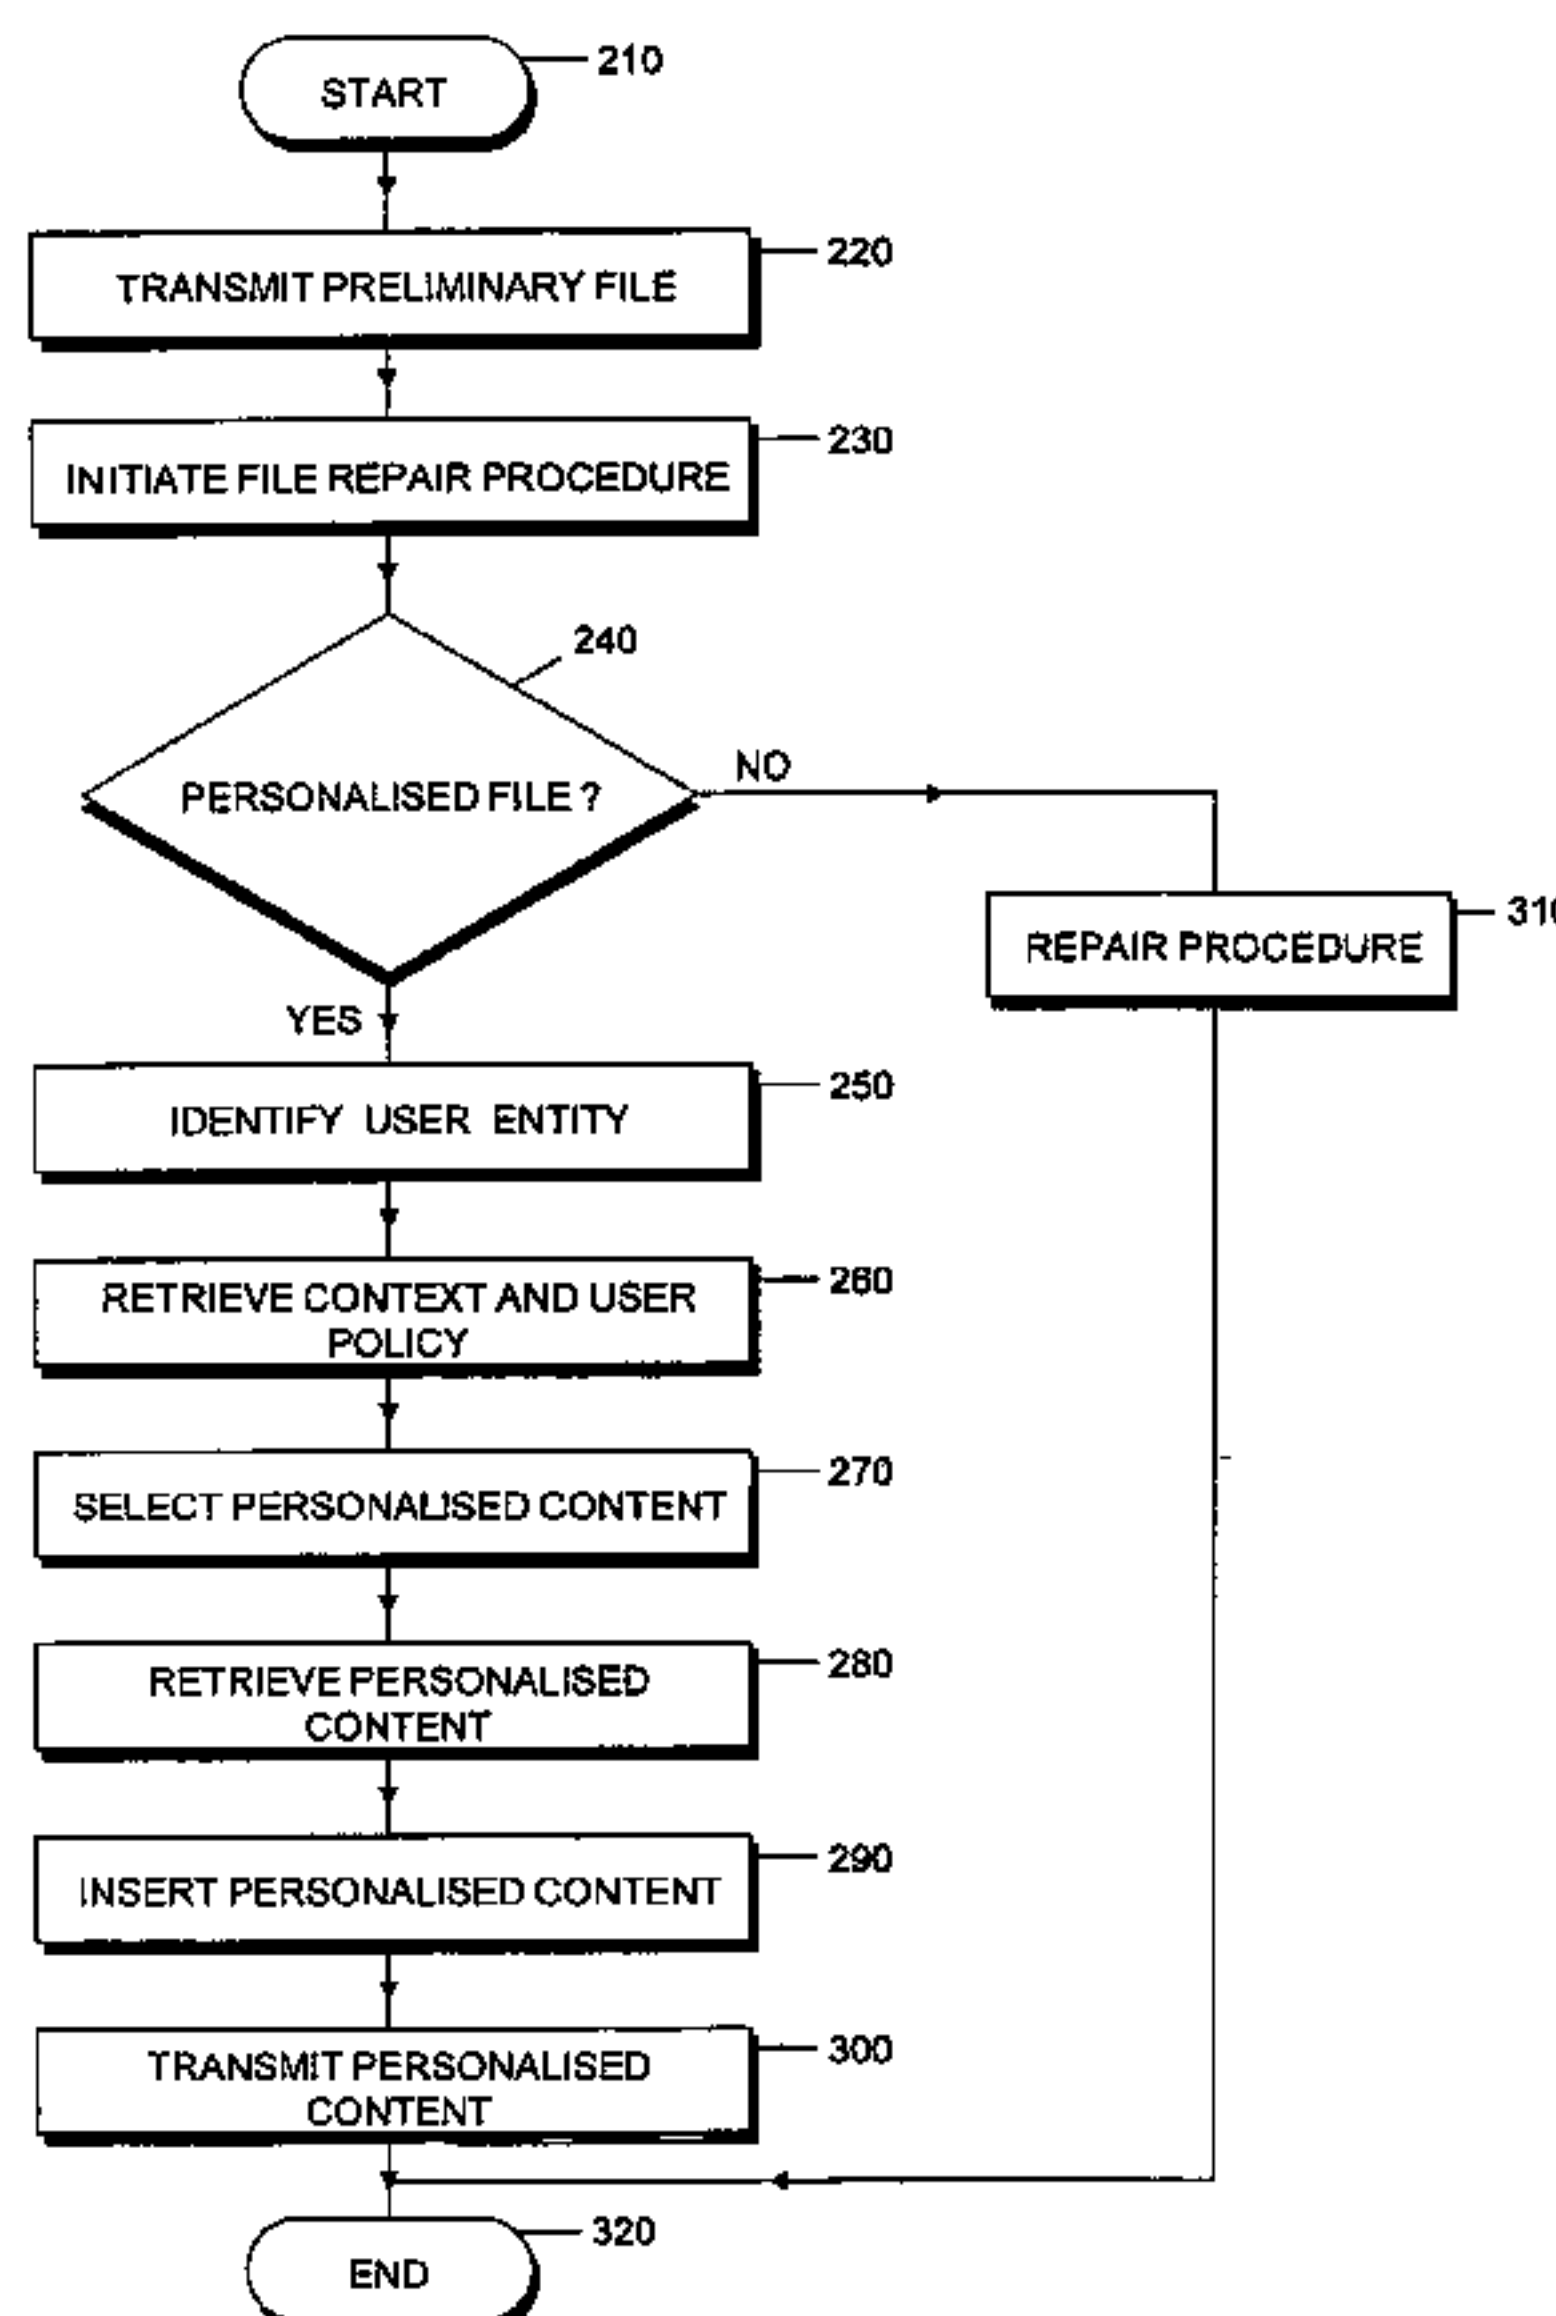 START
210
TRANSMIT PRELIMINARY FILE
220
INITIATE FILE REPAIR PROCEDURE
230
240
PERSONALISED FILE ?
NO
310
REPAIR PROCEDURE
YES
IDENTIFY USER ENTITY
250
RETRIEVE CONTEXT AND USER
POLICY
260
SELECT PERSONALISED CONTENT
270
RETRIEVE PERSONALISED
CONTENT
280
INSERT PERSONALISED CONTENT
290
TRANSMIT PERSONALISED
CONTENT
300
320
END